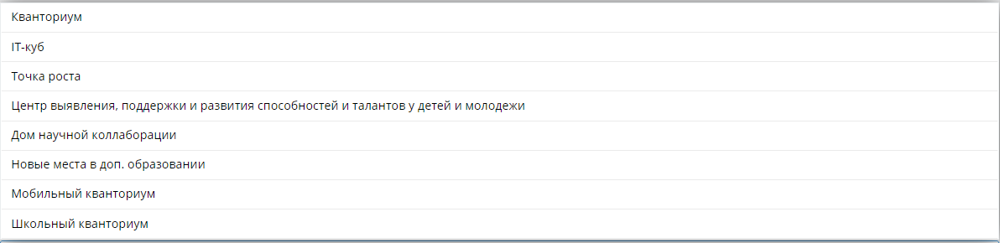 Кванториум
IT-куб
Точка роста
Центр выявления, поддержки и развития способностей и талантов у детей и молодежи
Дом научной коллаборации
Новые места в доп. образовании
Мобильный кванториум
Школьный кванториум